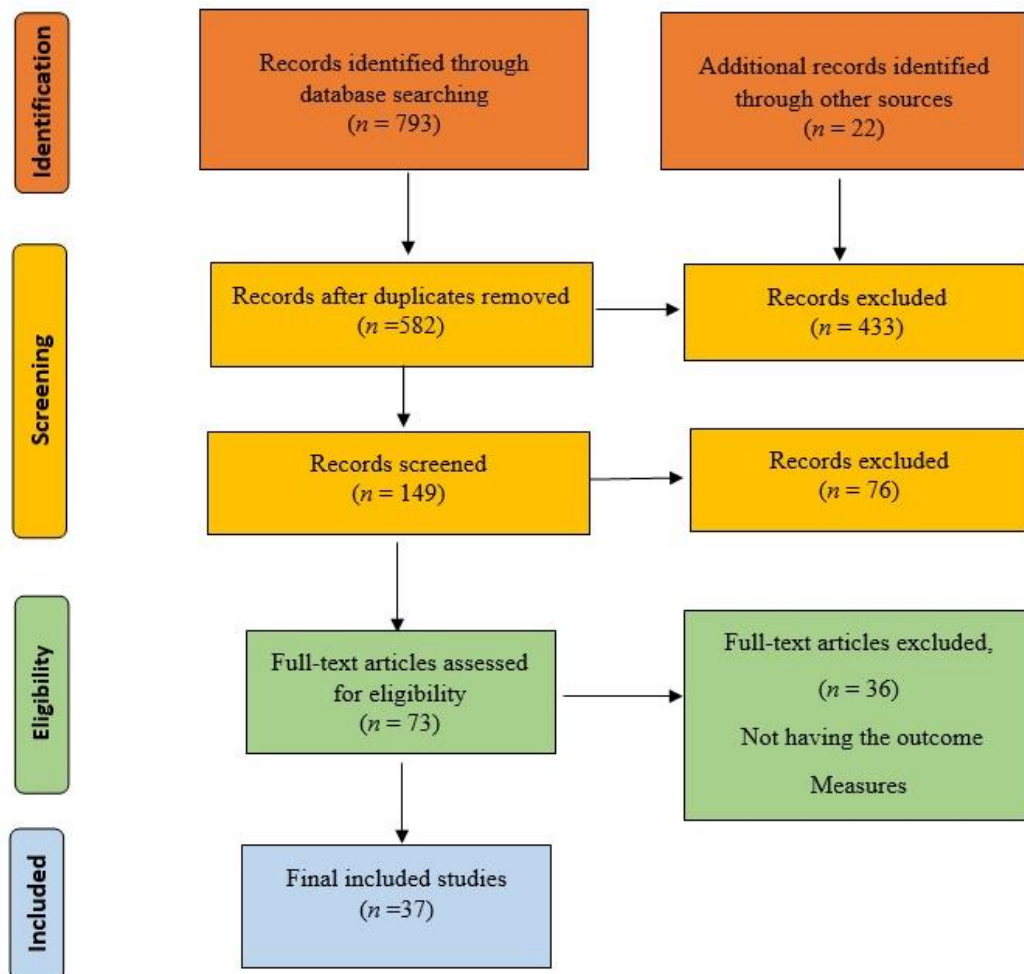 Identification
Records identified through
database searching
(n = 793)
Additional records identified
through other sources
(n = 22)
Screening
Records after duplicates removed
(n =582)
Records excluded
(n = 433)
Records screened
(n = 149)
Records excluded
(n = 76)
Eligibility
Full-text articles assessed
for eligibility
(n = 73)
Full-text articles excluded,
(n = 36)
Not having the outcome
Measures
Included
Final included studies
(n =37)